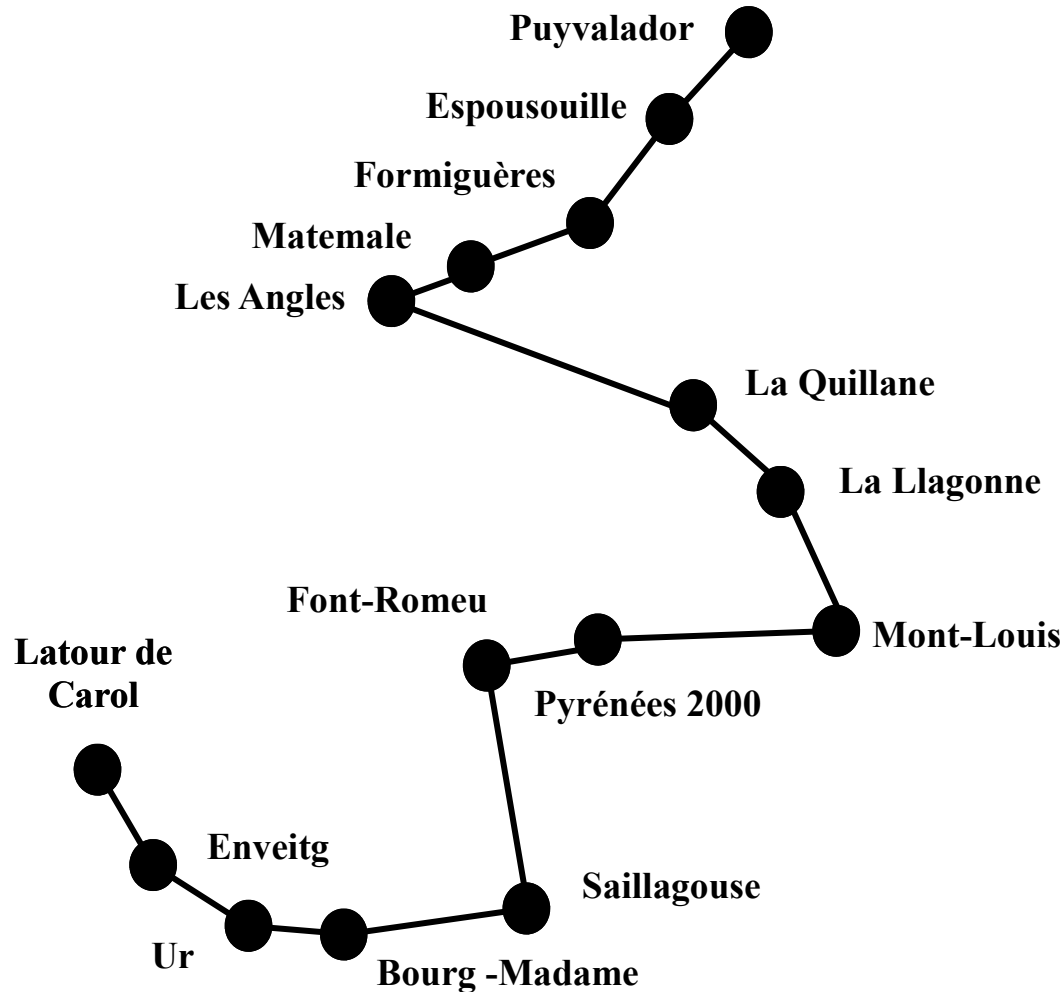 Puyvalador
Espousouille
Formiguères
Matemale
Les Angles
La Quillane
La Llagonne
Font-Romeu
Mont-Louis
Latour de
Carol
Pyrénées 2000
Enveitg
Saillagouse
Ur
Bourg -Madame